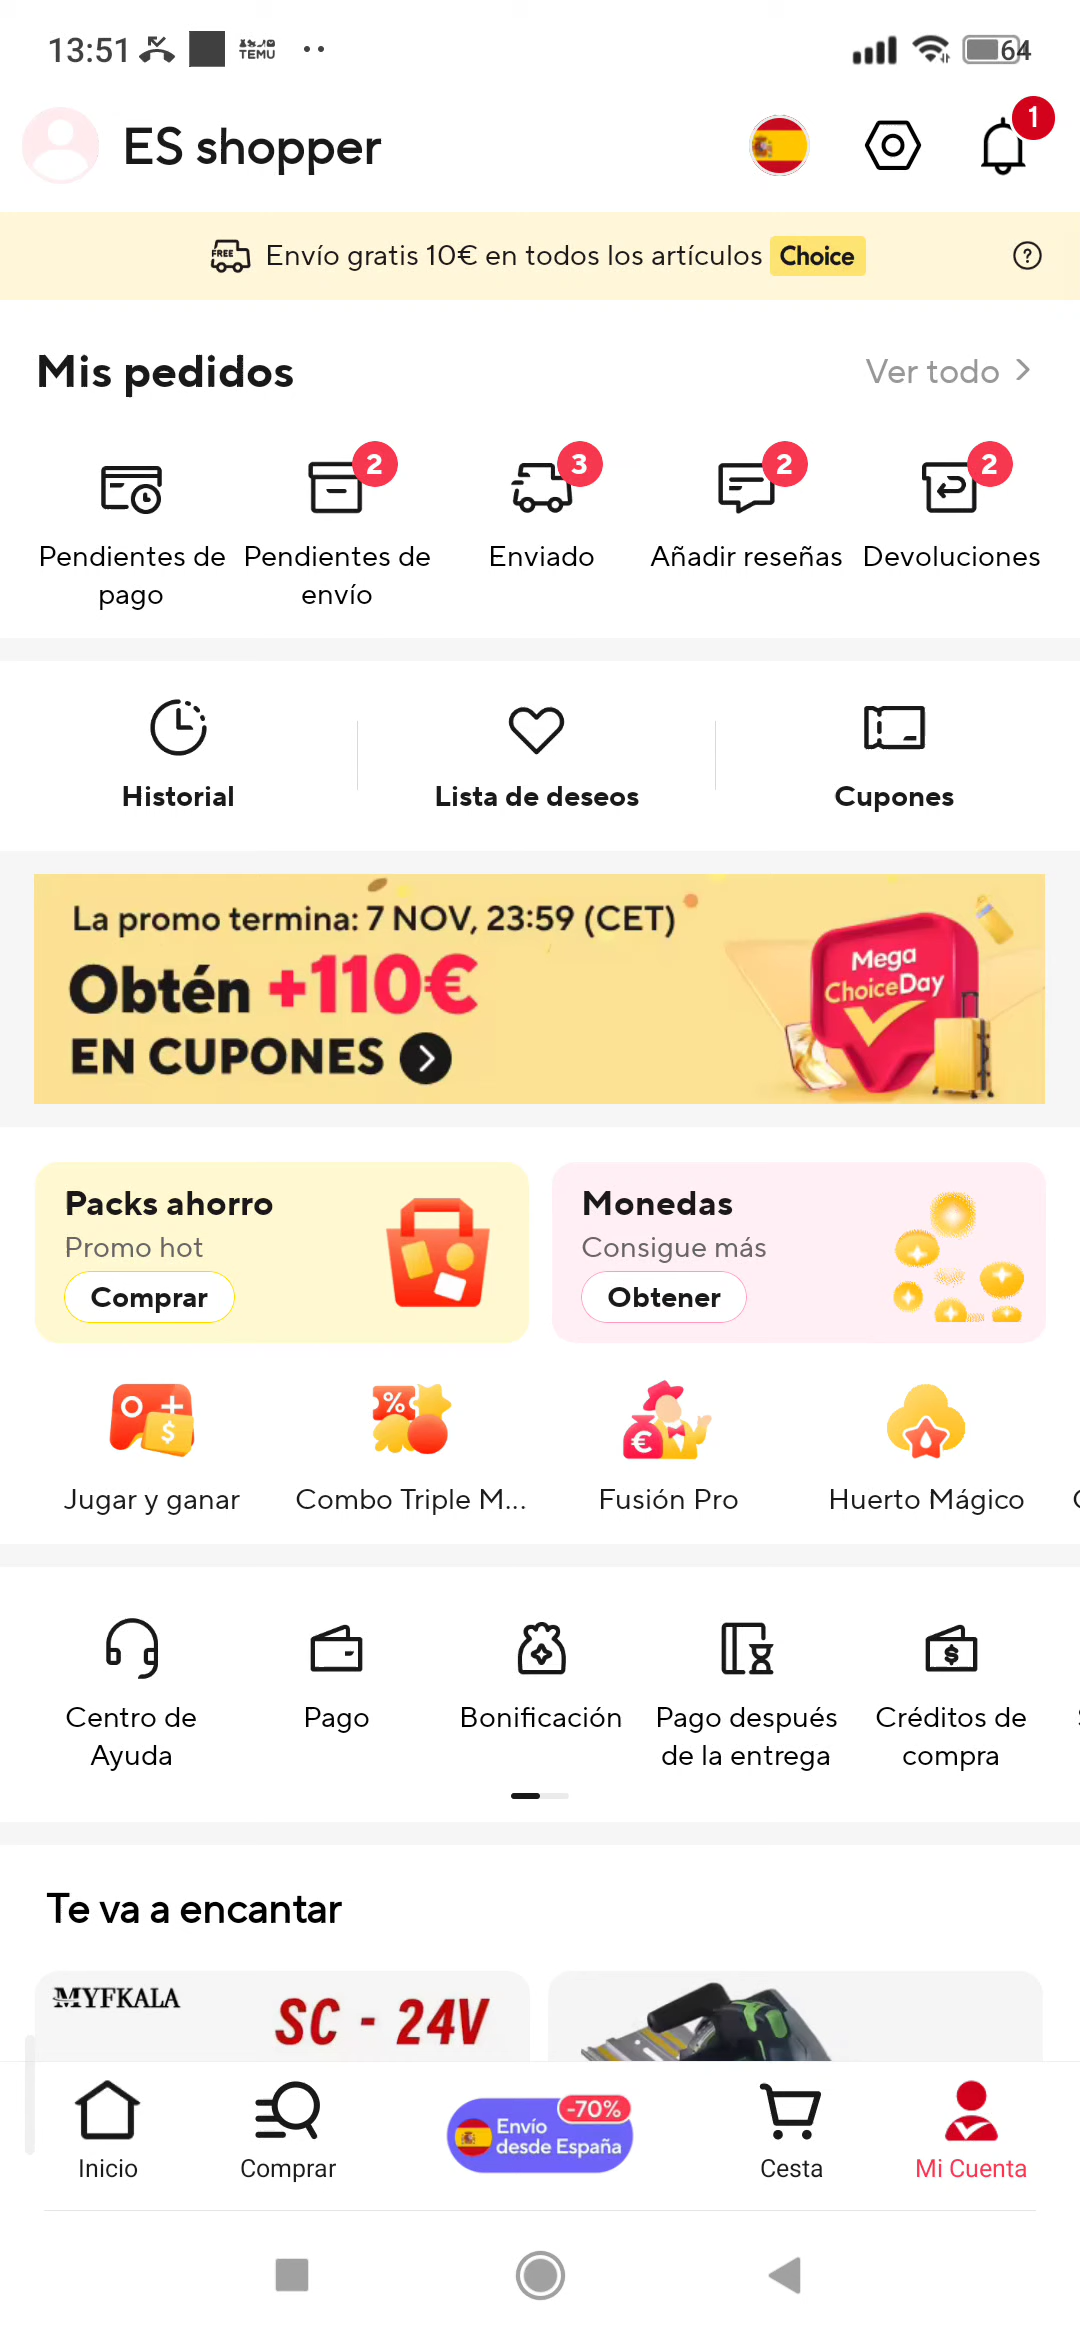 13:51
TEMU
64
ES shopper
1
FREE
Envío gratis 10€ en todos los artículos Choice
?
Mis pedidos
Ver todo
2
3
2
2
Pendientes de pago
Pendientes de envío
Enviado
Añadir reseñas
Devoluciones
Historial
Lista de deseos
Cupones
La promo termina: 7 NOV, 23:59 (CET)
Obtén +110€
EN CUPONES
Mega
ChoiceDay
Packs ahorro
Promo hot
Comprar
Monedas
Consigue más
Obtener
$
%
€
Jugar y ganar
Combo Triple M...
Fusión Pro
Huerto Mágico
$
Centro de Ayuda
Pago
Bonificación
Pago después de la entrega
Créditos de compra
Te va a encantar
MYFKALA
SC - 24V
-70%
Envío
desde España
Inicio
Comprar
Cesta
Mi Cuenta